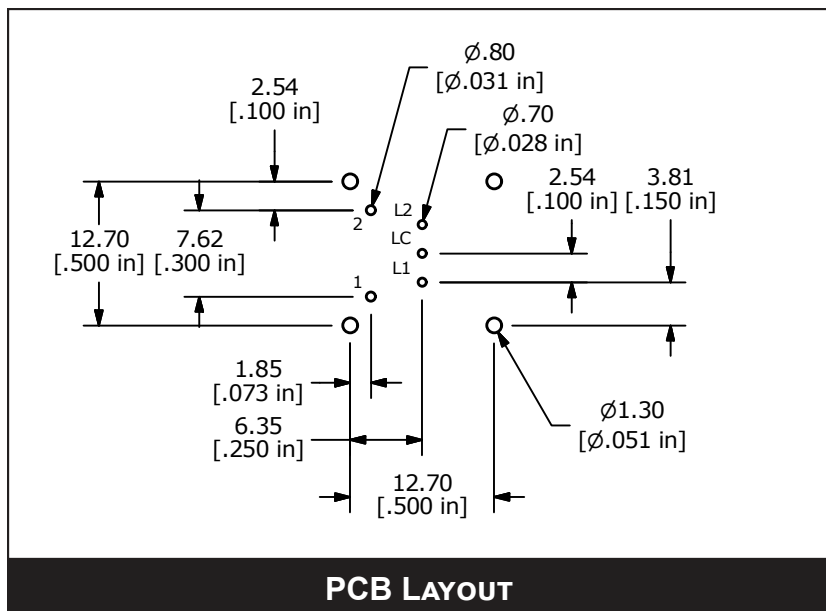 Ø.80
[Ø.031 in]
2.54
[.100 in]
Ø.70
[Ø.028 in]
2.54
[.100 in]
3.81
[.150 in]
L2
2
LC
12.70
[.500 in]
7.62
[.300 in]
L1
1
1.85
[.073 in]
6.35
[.250 in]
Ø1.30
[Ø.051 in]
12.70
[.500 in]
PCB LAYOUT